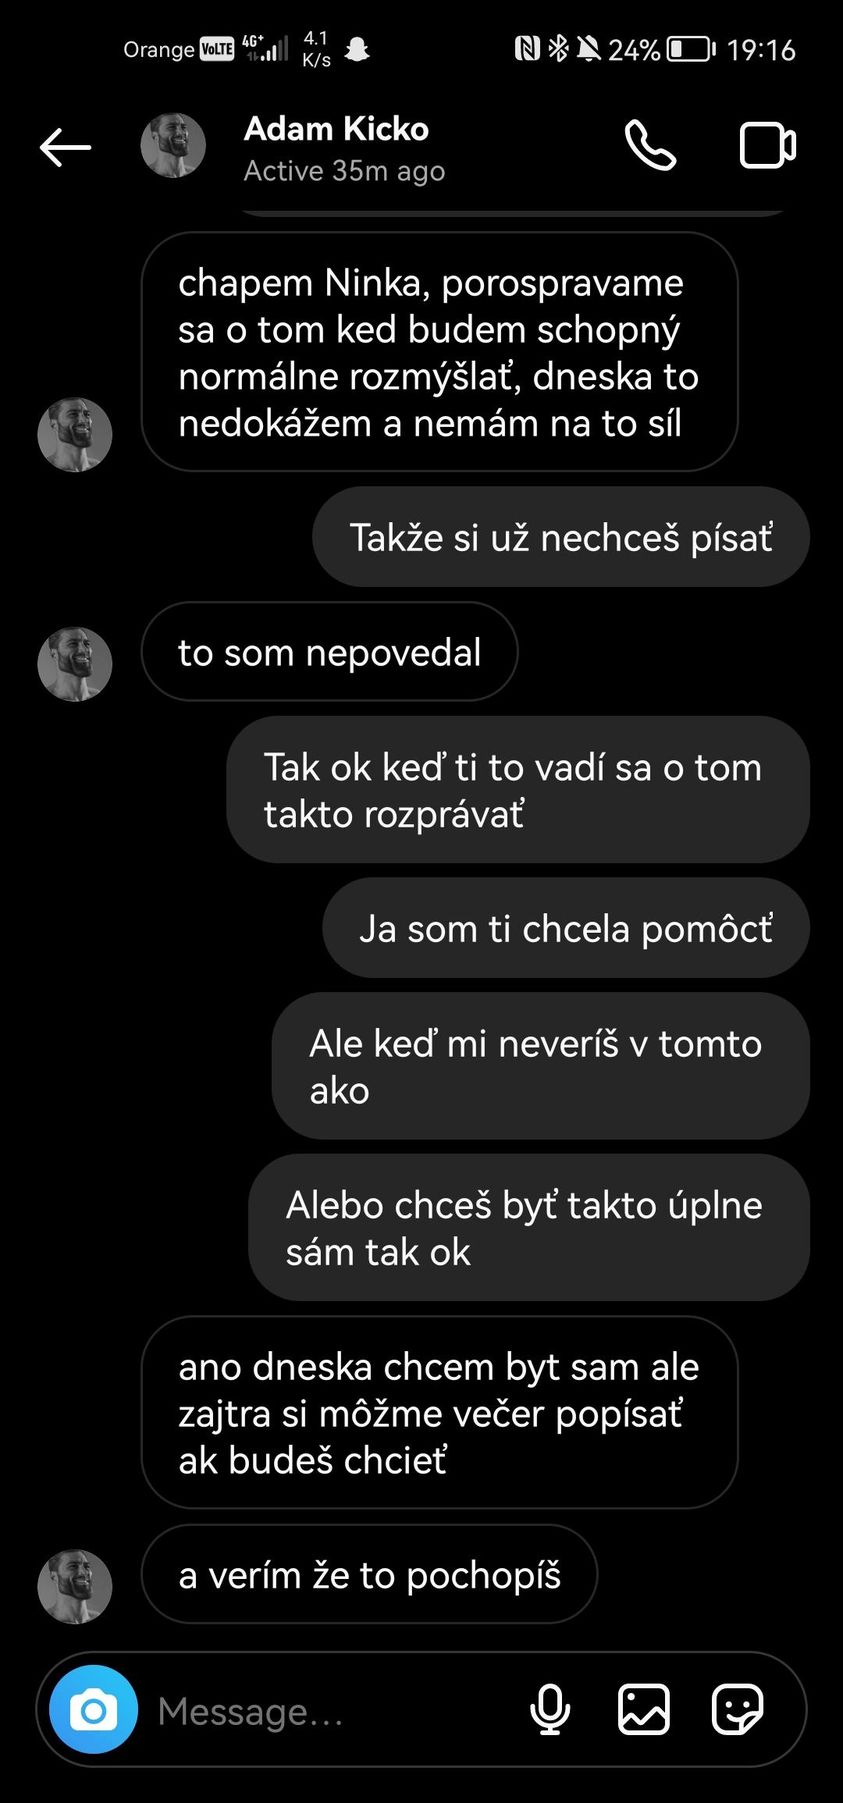 Orange VoLTE 4G+ 4.1 K/s 24% 19:16
Adam Kicko
Active 35m ago
chapem Ninka, porospravame
sa o tom ked budem schopný
normálne rozmýšlať, dneska to
nedokážem a nemám na to síl
Takže si už nechceš písať
to som nepovedal
Tak ok keď ti to vadí sa o tom
takto rozprávať
Ja som ti chcela pomôcť
Ale keď mi neveríš v tomto
ako
Alebo chceš byť takto úplne
sám tak ok
ano dneska chcem byt sam ale
zajtra si môžme večer popísať
ak budeš chcieť
a verím že to pochopíš
Message...